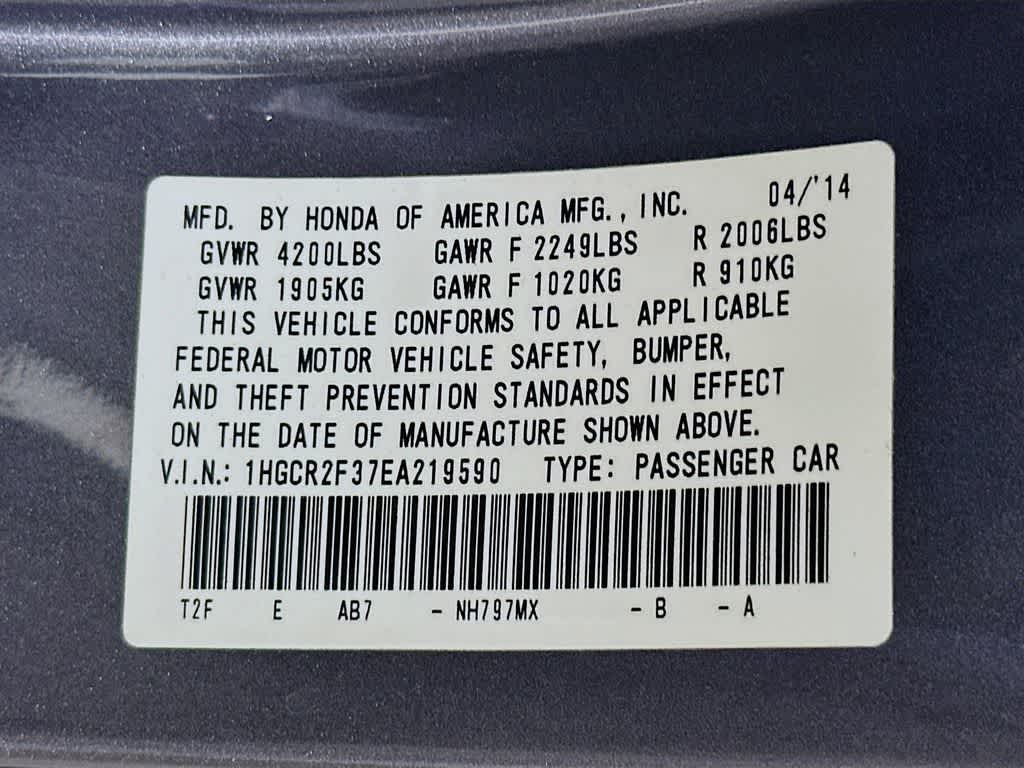 MFD. BY HONDA OF AMERICA MFG., INC. 04/'14
GVWR 4200LBS GAWR F 2249LBS R 2006LBS
GVWR 1905KG GAWR F 1020KG R 910KG
THIS VEHICLE CONFORMS TO ALL APPLICABLE
FEDERAL MOTOR VEHICLE SAFETY, BUMPER,
AND THEFT PREVENTION STANDARDS IN EFFECT
ON THE DATE OF MANUFACTURE SHOWN ABOVE.
V.I.N.: 1HGCR2F37EA219590 TYPE: PASSENGER CAR
T2F E AB7 - NH797MX - B - A